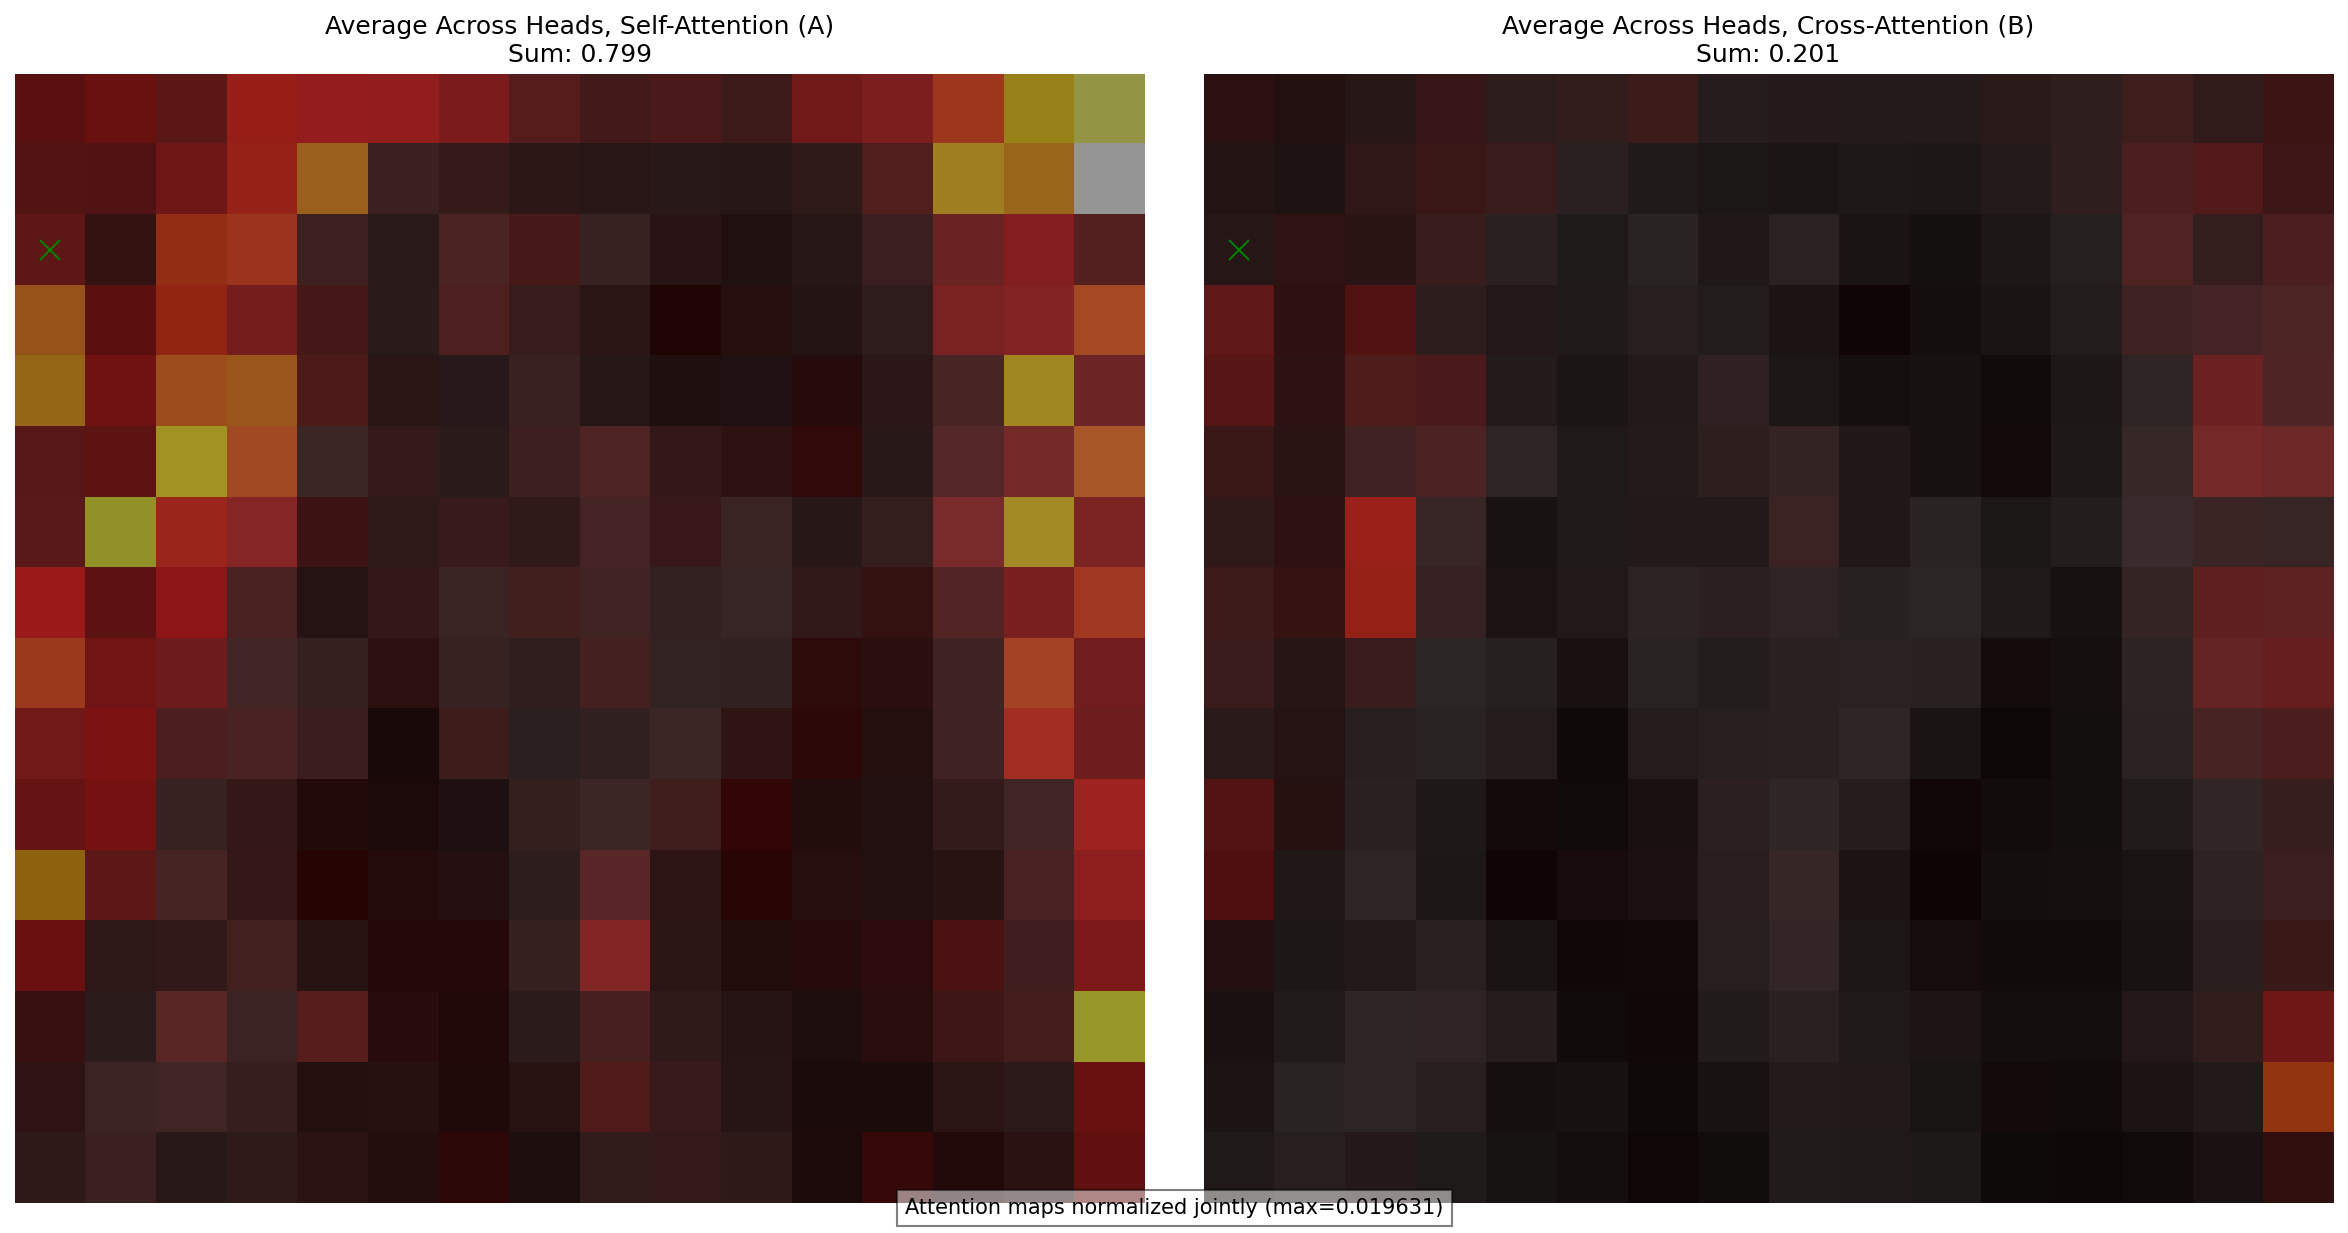 Average Across Heads, Self-Attention (A)
Sum: 0.799
Average Across Heads, Cross-Attention (B)
Sum: 0.201
Attention maps normalized jointly (max=0.019631)